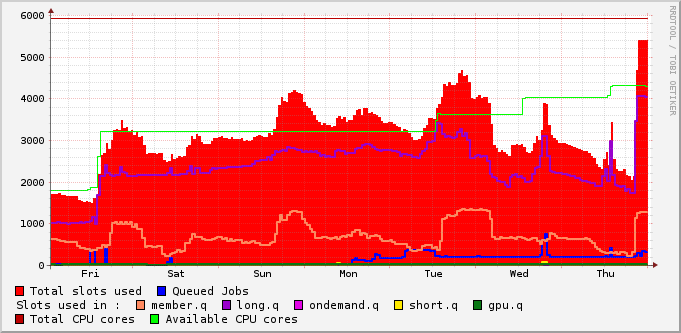 RRDTOOL / TOBI OETIKER
6000
5000
4000
3000
2000
1000
0
Fri Sat Sun Mon Tue Wed Thu
Total slots used Queued Jobs
Slots used in : member.q long.q ondemand.q short.q gpu.q
Total CPU cores Available CPU cores